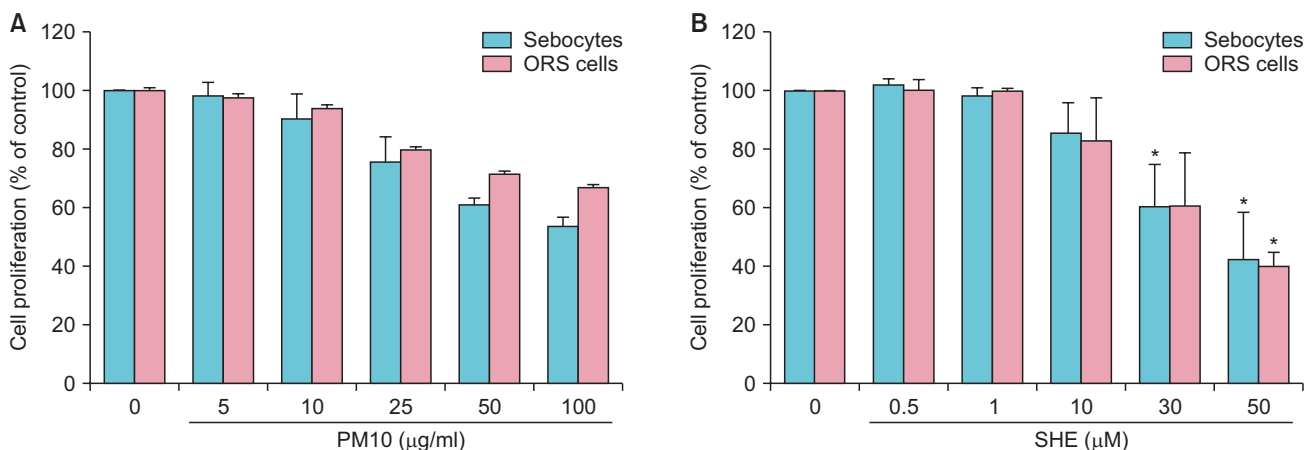 A
Cell proliferation (% of control)
120
100
80
60
40
20
0
Sebocytes
ORS cells
0 5 10 25 50 100
PM10 (μg/ml)
B
Cell proliferation (% of control)
120
100
80
60
40
20
0
Sebocytes
ORS cells
*
*
*
0 0.5 1 10 30 50
SHE (μM)